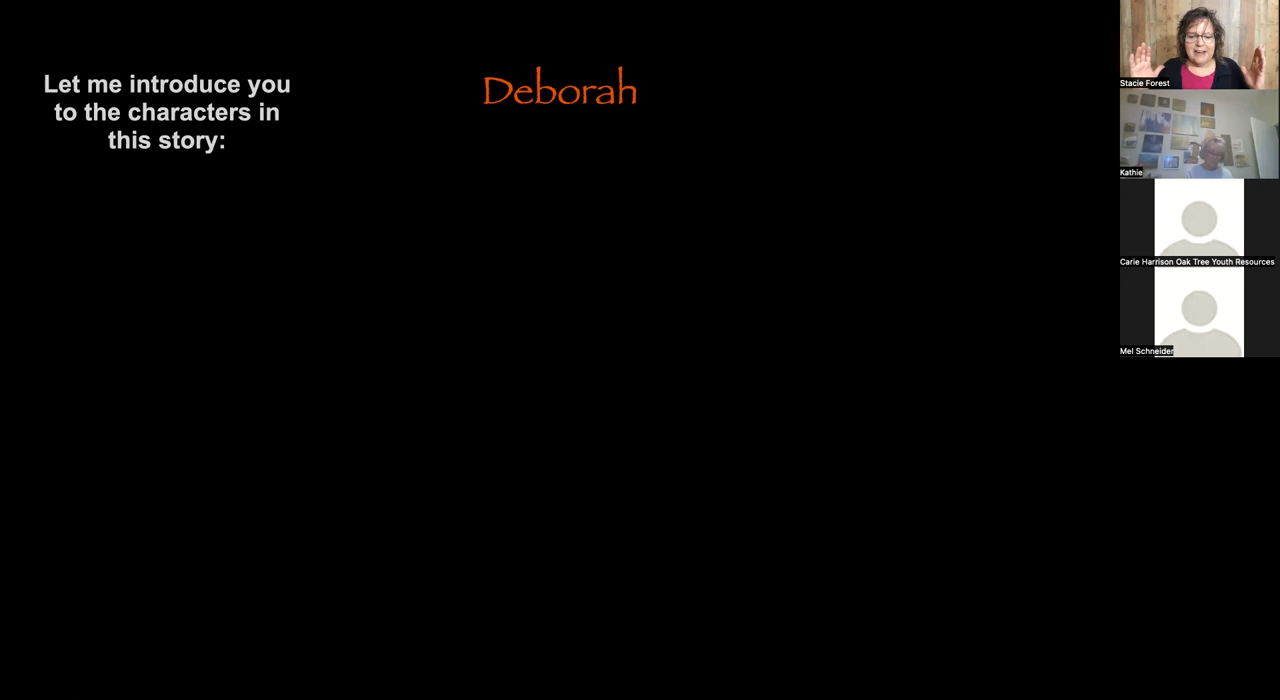 Let me introduce you
to the characters in
this story:
Deborah
Stacie Forest
Kathie
Carie Harrison Oak Tree Youth Resources
Mel Schneider